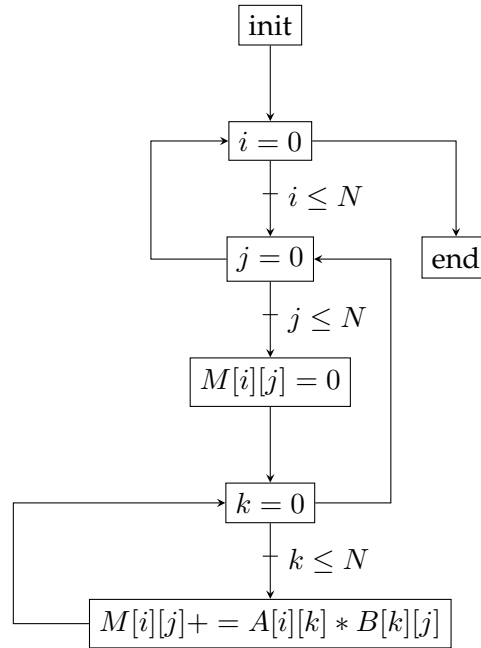 init
i = 0
i ≤ N
j = 0
end
j ≤ N
M[i][j] = 0
k = 0
k ≤ N
M[i][j]+ = A[i][k] ∗ B[k][j]